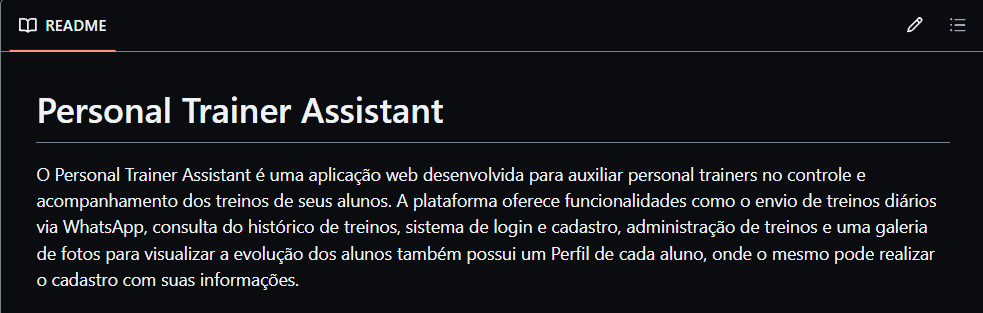 README
Personal Trainer Assistant
O Personal Trainer Assistant é uma aplicação web desenvolvida para auxiliar personal trainers no controle e
acompanhamento dos treinos de seus alunos. A plataforma oferece funcionalidades como o envio de treinos diários
via WhatsApp, consulta do histórico de treinos, sistema de login e cadastro, administração de treinos e uma galeria
de fotos para visualizar a evolução dos alunos também possui um Perfil de cada aluno, onde o mesmo pode realizar
o cadastro com suas informações.